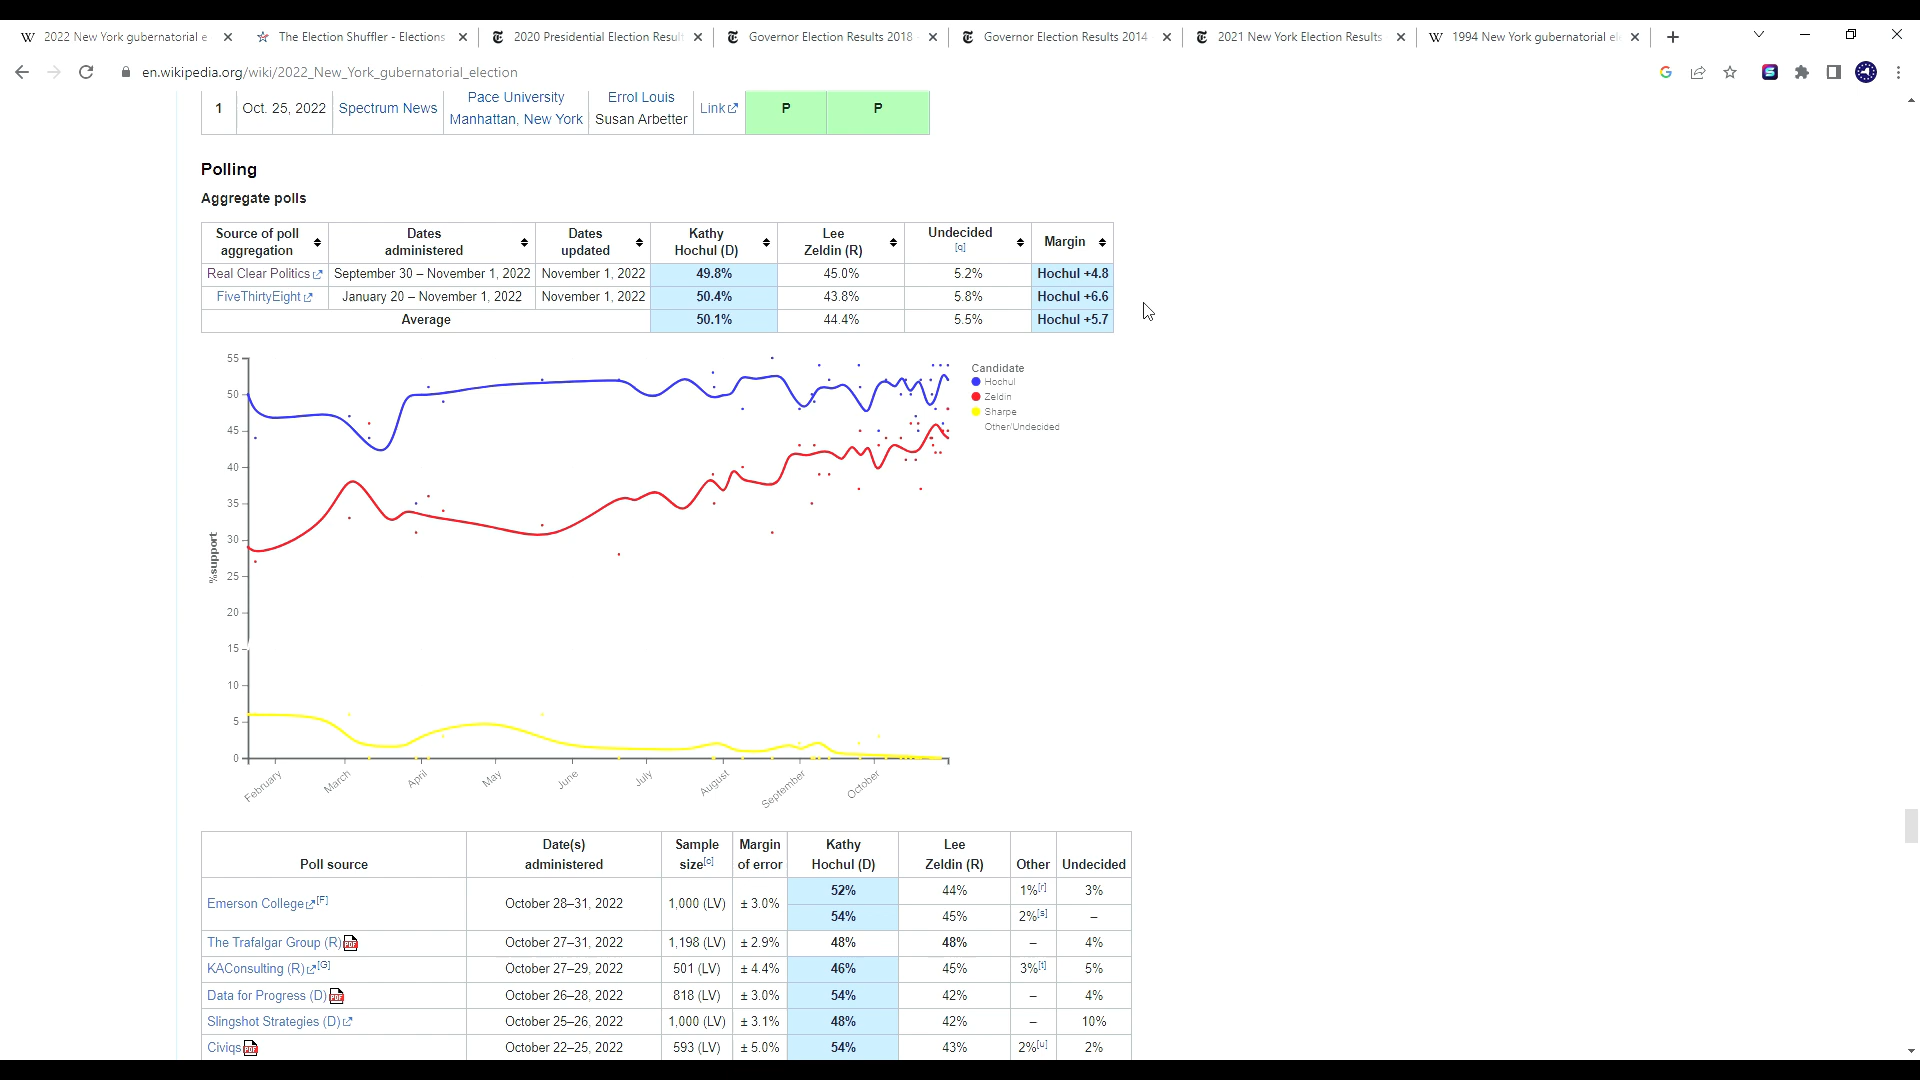 2022 New York gubernatorial e
The Election Shuffler - Elections
2020 Presidential Election Result
Governor Election Results 2018 -
Governor Election Results 2014 -
2021 New York Election Results
1994 New York gubernatorial el
en.wikipedia.org/wiki/2022_New_York_gubernatorial_election
1 Oct. 25, 2022 Spectrum News Pace University Manhattan, New York Errol Louis Susan Arbetter Link P P
Polling
Aggregate polls
Source of poll aggregation Dates administered Dates updated Kathy Hochul (D) Lee Zeldin (R) Undecided [q] Margin
Real Clear Politics September 30 – November 1, 2022 November 1, 2022 49.8% 45.0% 5.2% Hochul +4.8
FiveThirtyEight January 20 – November 1, 2022 November 1, 2022 50.4% 43.8% 5.8% Hochul +6.6
Average 50.1% 44.4% 5.5% Hochul +5.7
55
50
45
40
35
30
25
20
15
10
5
0
%support
February March April May June July August September October
Candidate
Hochul
Zeldin
Sharpe
Other/Undecided
Poll source Date(s) administered Sample size[c] Margin of error Kathy Hochul (D) Lee Zeldin (R) Other Undecided
Emerson College[F] October 28–31, 2022 1,000 (LV) ± 3.0% 52% 44% 1%[r] 3%
54% 45% 2%[s] –
The Trafalgar Group (R) October 27–31, 2022 1,198 (LV) ± 2.9% 48% 48% – 4%
KAConsulting (R)[G] October 27–29, 2022 501 (LV) ± 4.4% 46% 45% 3%[t] 5%
Data for Progress (D) October 26–28, 2022 818 (LV) ± 3.0% 54% 42% – 4%
Slingshot Strategies (D) October 25–26, 2022 1,000 (LV) ± 3.1% 48% 42% – 10%
Civiqs October 22–25, 2022 593 (LV) ± 5.0% 54% 43% 2%[u] 2%